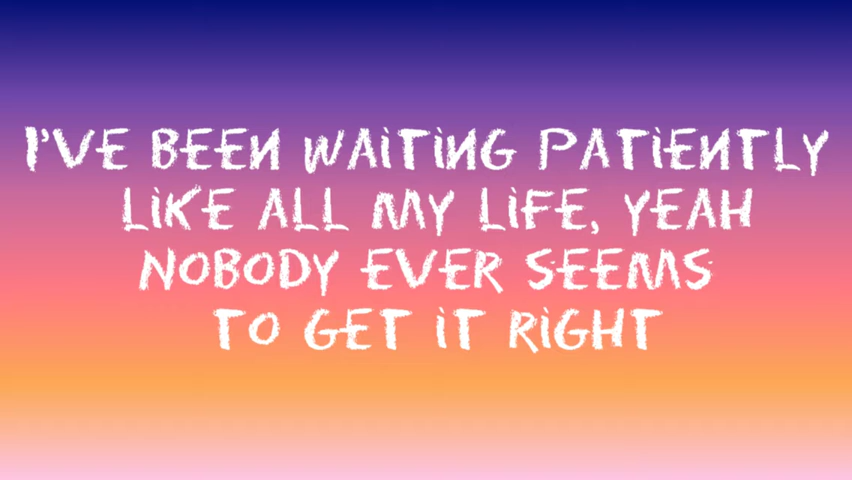 I'VE BEEN WAiTiNG PATiENTLY
LiKE ALL MY LiFE, YEAH
NOBODY EVER SEEMS
TO GET iT RiGHT